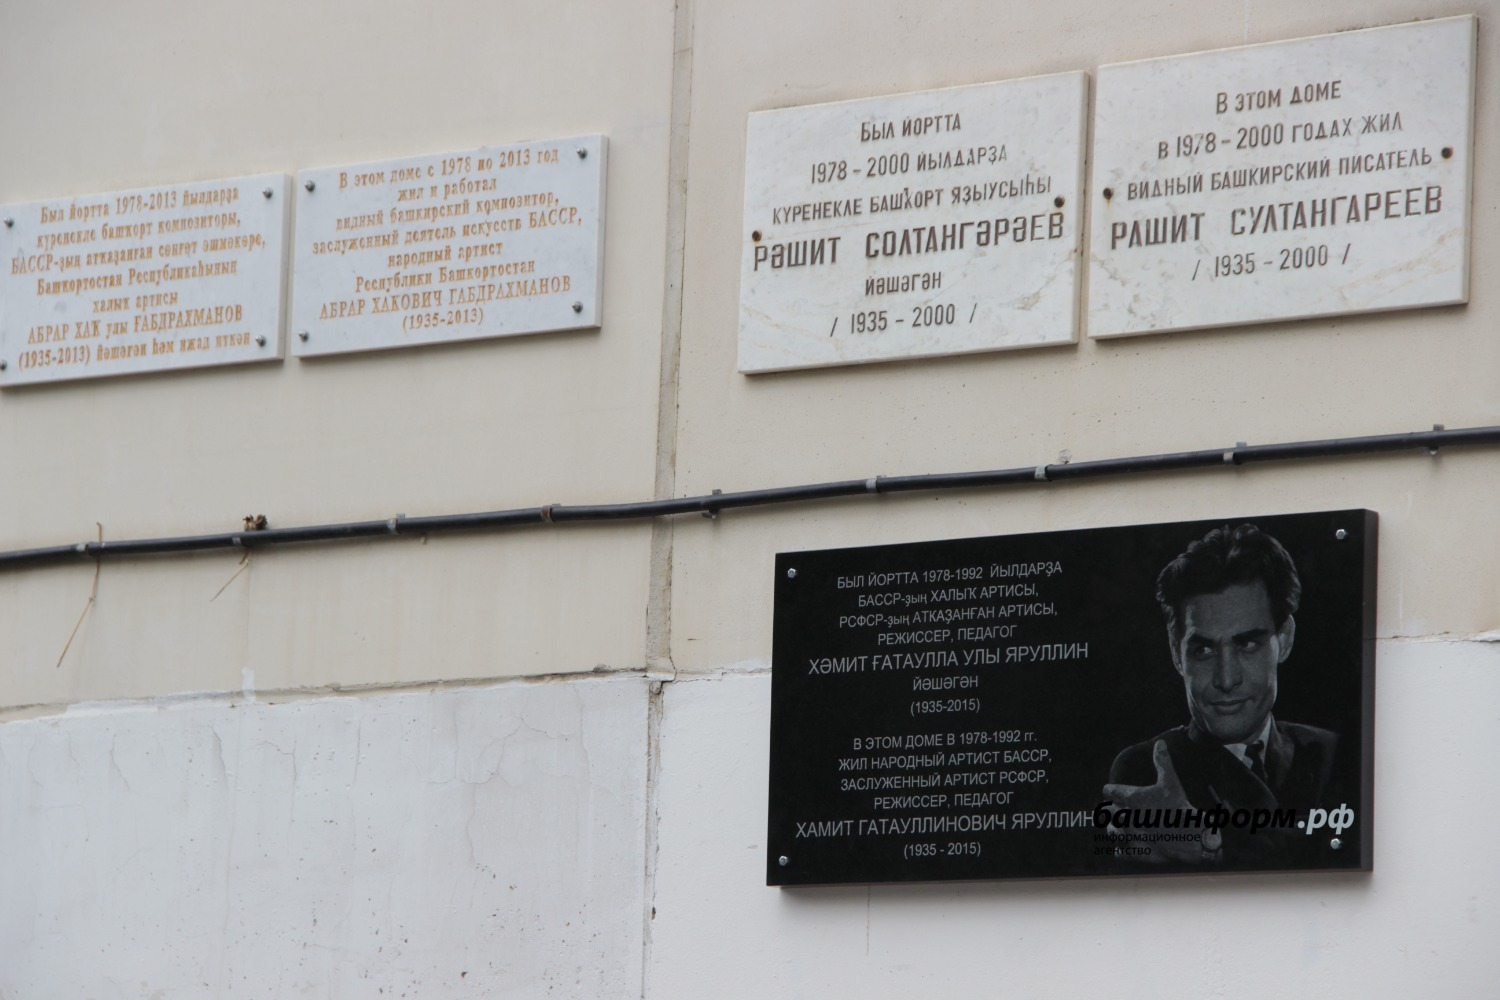 Был йортта 1978-2013 йылдарҙа
күренекле башҡорт композиторы,
БАССР-ҙың атҡаҙанған сәнғәт эшмәкәре,
Башҡортостан Республикаһының
халыҡ артисы
АБРАР ХАҠ улы ҒАБДРАХМАНОВ
(1935-2013) йәшәгән һәм ижад иткән
В этом доме с 1978 по 2013 год
жил и работал
видный башкирский композитор,
заслуженный деятель искусств БАССР,
народный артист
Республики Башкортостан
АБРАР ХАКОВИЧ ГАБДРАХМАНОВ
(1935-2013)
БЫЛ ЙОРТТА
1978 - 2000 ЙЫЛДАРҘА
КҮРЕНЕКЛЕ БАШҠОРТ ЯҘЫУСЫҺЫ
РӘШИТ СОЛТАНГӘРӘЕВ
ЙӘШӘГӘН
/ 1935 - 2000 /
В ЭТОМ ДОМЕ
В 1978 - 2000 ГОДАХ ЖИЛ
ВИДНЫЙ БАШКИРСКИЙ ПИСАТЕЛЬ
РАШИТ СУЛТАНГАРЕЕВ
/ 1935 - 2000 /
БЫЛ ЙОРТТА 1978-1992 ЙЫЛДАРҘА
БАССР-ҙың ХАЛЫҠ АРТИСЫ,
РСФСР-ҙың АТКАҘАНҒАН АРТИСЫ,
РЕЖИССЕР, ПЕДАГОГ
ХӘМИТ ҒАТАУЛЛА УЛЫ ЯРУЛЛИН
ЙӘШӘГӘН
(1935-2015)
В ЭТОМ ДОМЕ В 1978-1992 гг.
ЖИЛ НАРОДНЫЙ АРТИСТ БАССР,
ЗАСЛУЖЕННЫЙ АРТИСТ РСФСР,
РЕЖИССЕР, ПЕДАГОГ
ХАМИТ ГАТАУЛЛИНОВИЧ ЯРУЛЛИН
(1935 - 2015)
башинформ.рф
информационное
агентство